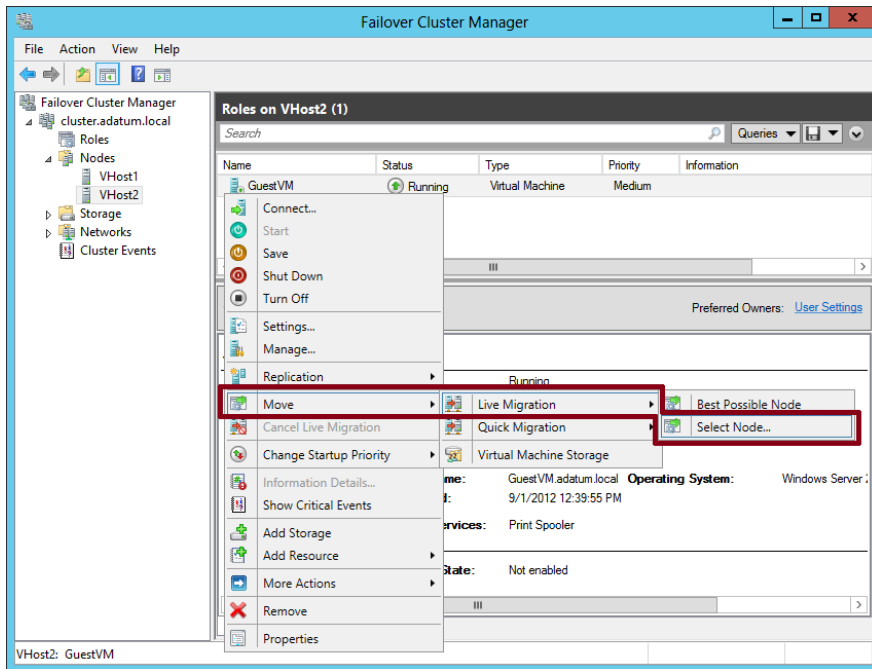 Failover Cluster Manager
File Action View Help
Failover Cluster Manager
cluster.adatum.local
Roles
Nodes
VHost1
VHost2
Storage
Networks
Cluster Events
Roles on VHost2 (1)
Search
Queries
Name Status Type Priority Information
GuestVM Running Virtual Machine Medium
Connect...
Start
Save
Shut Down
Turn Off
Settings...
Manage...
Replication
Move
Cancel Live Migration
Change Startup Priority
Information Details...
Show Critical Events
Add Storage
Add Resource
More Actions
Remove
Properties
Live Migration
Quick Migration
Virtual Machine Storage
Best Possible Node
Select Node...
Preferred Owners: User Settings
Running
GuestVM.adatum.local Operating System: Windows Server
9/1/2012 12:39:55 PM
Print Spooler
Not enabled
VHost2: GuestVM